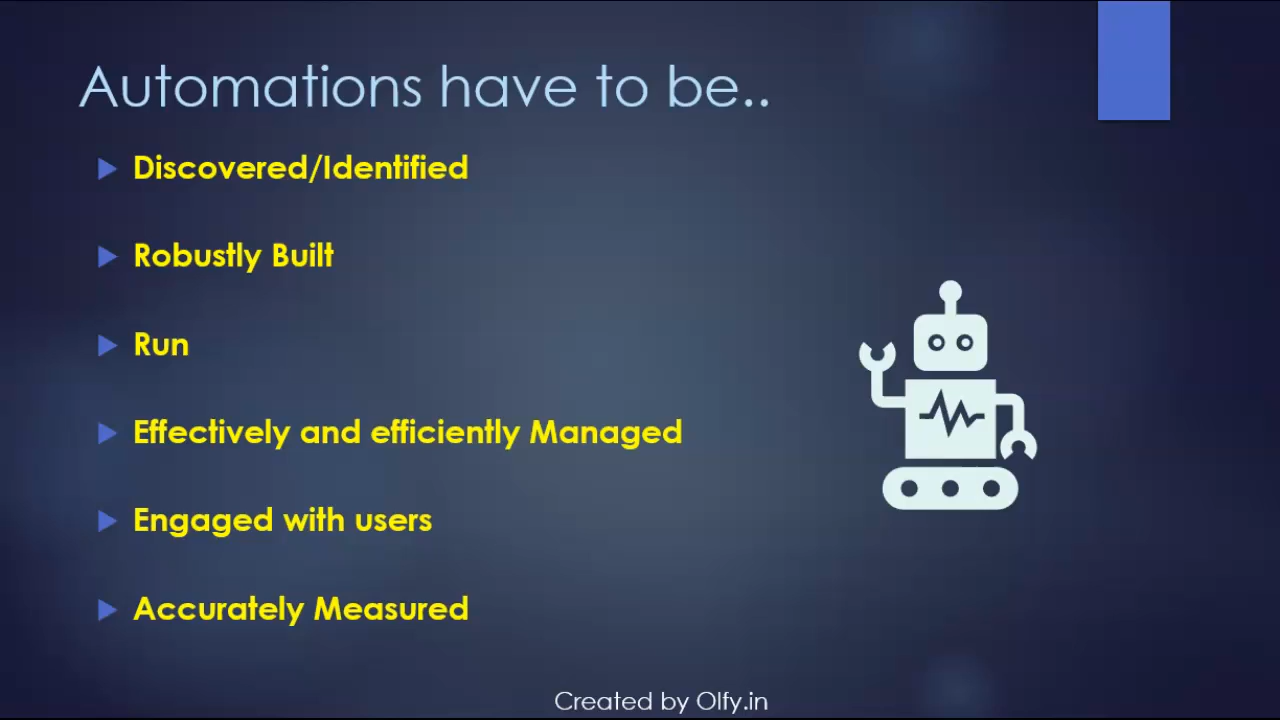 Automations have to be..
Discovered/Identified
Robustly Built
Run
Effectively and efficiently Managed
Engaged with users
Accurately Measured
Created by Olfy.in